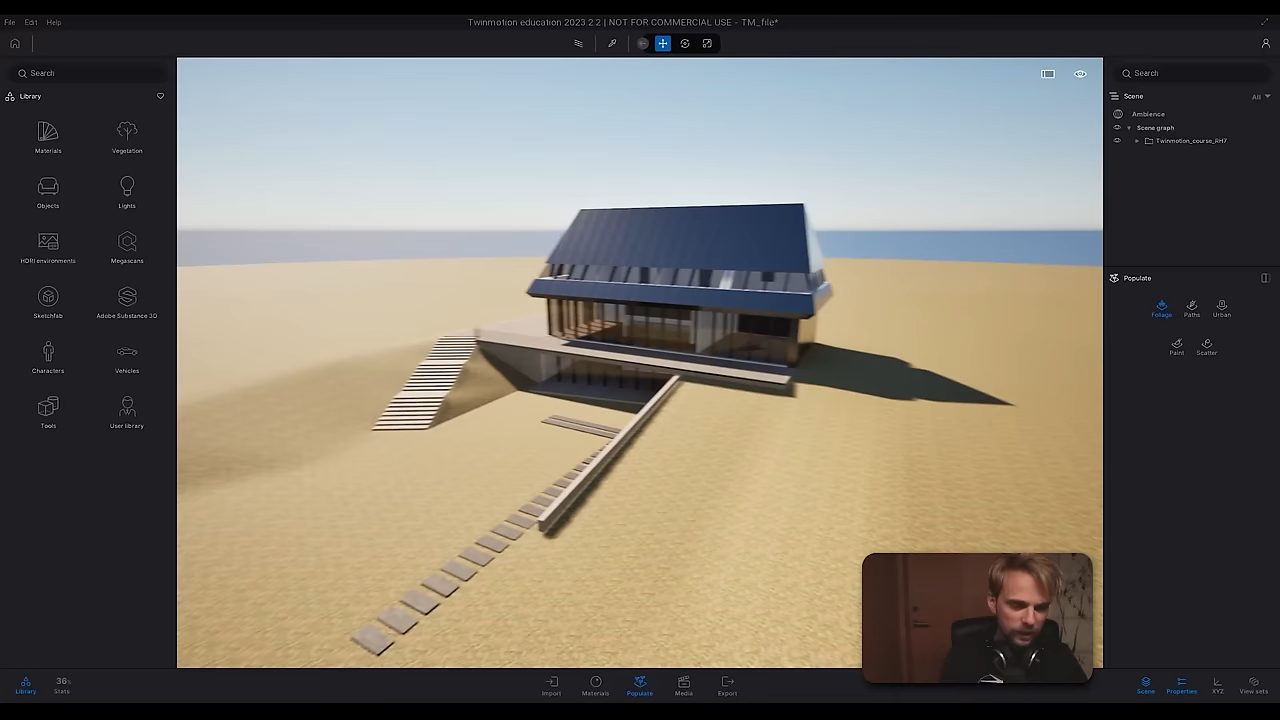 File Edit Help
Twinmotion education 2023.2.2 | NOT FOR COMMERCIAL USE - TM_file*
Search
Library
Materials
Vegetation
Objects
Lights
HDRI environments
Megascans
Sketchfab
Adobe Substance 3D
Characters
Vehicles
Tools
User library
Search
Scene
All
Ambience
Scene graph
Twinmotion_course_RH7
Populate
Foliage
Paths
Urban
Paint
Scatter
Library
36
Stats
Import
Materials
Populate
Media
Export
Scene
Properties
XYZ
View sets